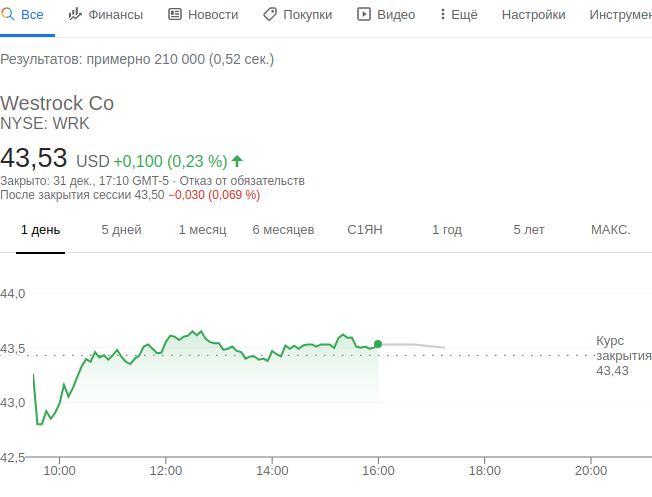 Все Финансы Новости Покупки Видео Ещё Настройки Инструмен
Результатов: примерно 210 000 (0,52 сек.)
Westrock Co
NYSE: WRK
43,53 USD +0,100 (0,23 %)
Закрыто: 31 дек., 17:10 GMT-5 · Отказ от обязательств
После закрытия сессии 43,50 −0,030 (0,069 %)
1 день 5 дней 1 месяц 6 месяцев С1ЯН 1 год 5 лет МАКС.
44,0
43,5
43,0
42,5
Курс
закрытия
43,43
10:00 12:00 14:00 16:00 18:00 20:00